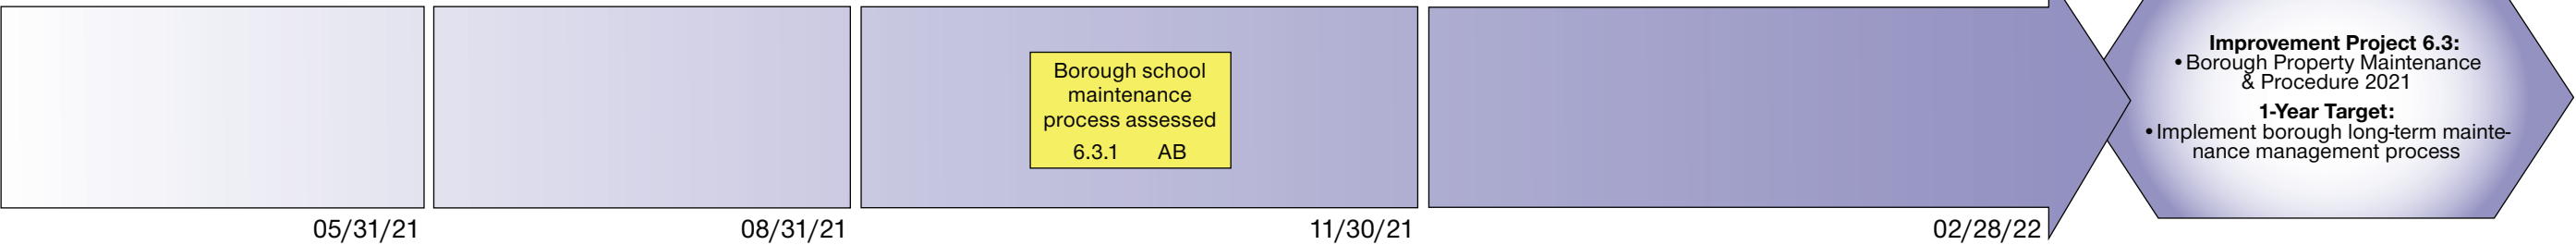 Borough school
maintenance
process assessed
6.3.1 AB
Improvement Project 6.3:
• Borough Property Maintenance
& Procedure 2021
1-Year Target:
• Implement borough long-term mainte-
nance management process
05/31/21
08/31/21
11/30/21
02/28/22